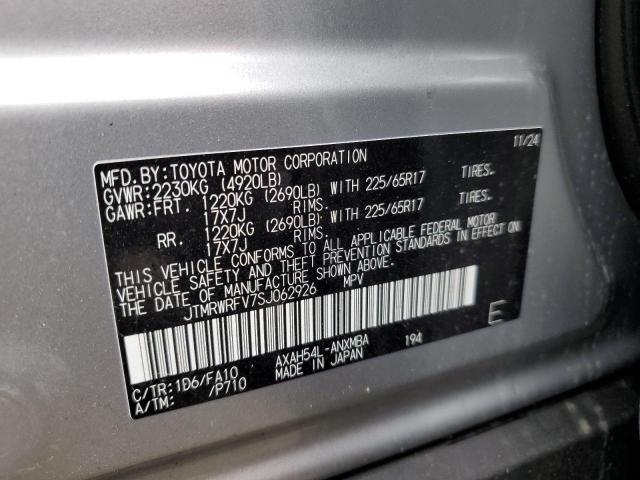 11/24
MFD. BY: TOYOTA MOTOR CORPORATION
GVWR: 2230KG (4920LB)
GAWR: FRT. 1220KG (2690LB) WITH 225/65R17 TIRES.
17X7J RIMS.
RR. 1220KG (2690LB) WITH 225/65R17 TIRES.
17X7J RIMS.
THIS VEHICLE CONFORMS TO ALL APPLICABLE FEDERAL MOTOR
VEHICLE SAFETY AND THEFT PREVENTION STANDARDS IN EFFECT ON
THE DATE OF MANUFACTURE SHOWN ABOVE.
JTMRWRFV7SJ062926 MPV
E
C/TR: 1D6/FA10 AXAH54L-ANXMBA 194
A/TM: /P710 MADE IN JAPAN